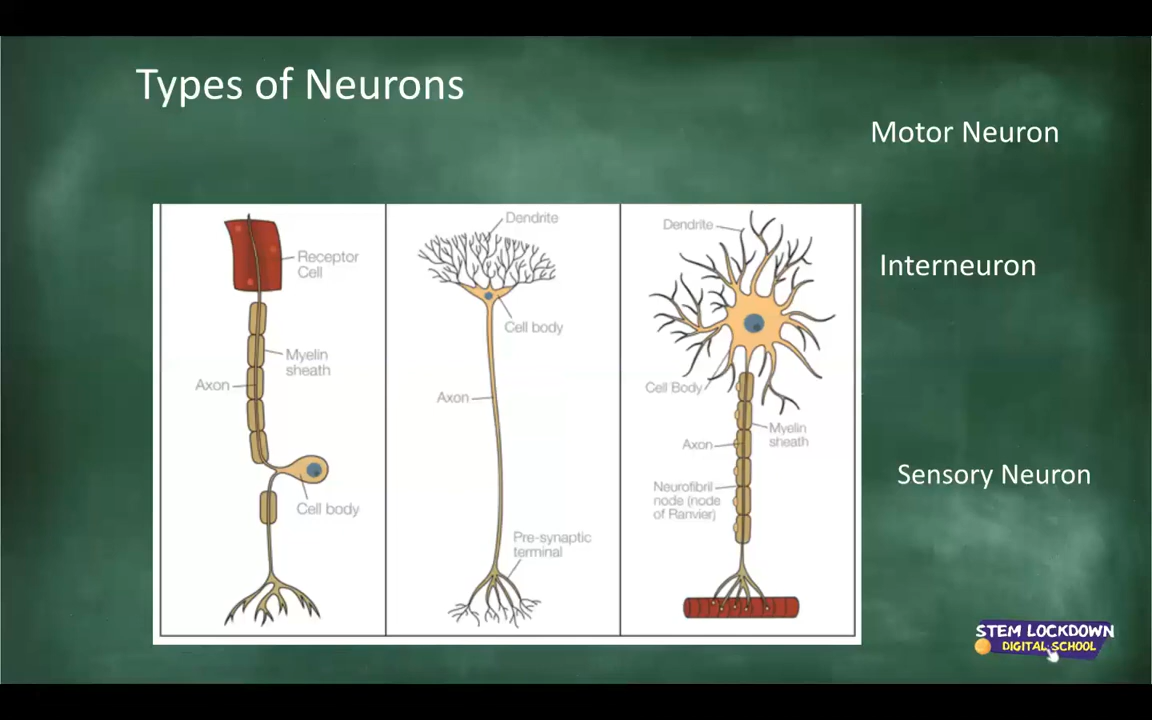 Types of Neurons
Motor Neuron
Interneuron
Sensory Neuron
Receptor
Cell
Myelin
sheath
Axon
Cell body
Dendrite
Cell body
Axon
Pre-synaptic
terminal
Dendrite
Cell Body
Myelin
sheath
Axon
Neurofibril
node (node
of Ranvier)
STEM LOCKDOWN
DIGITAL SCHOOL